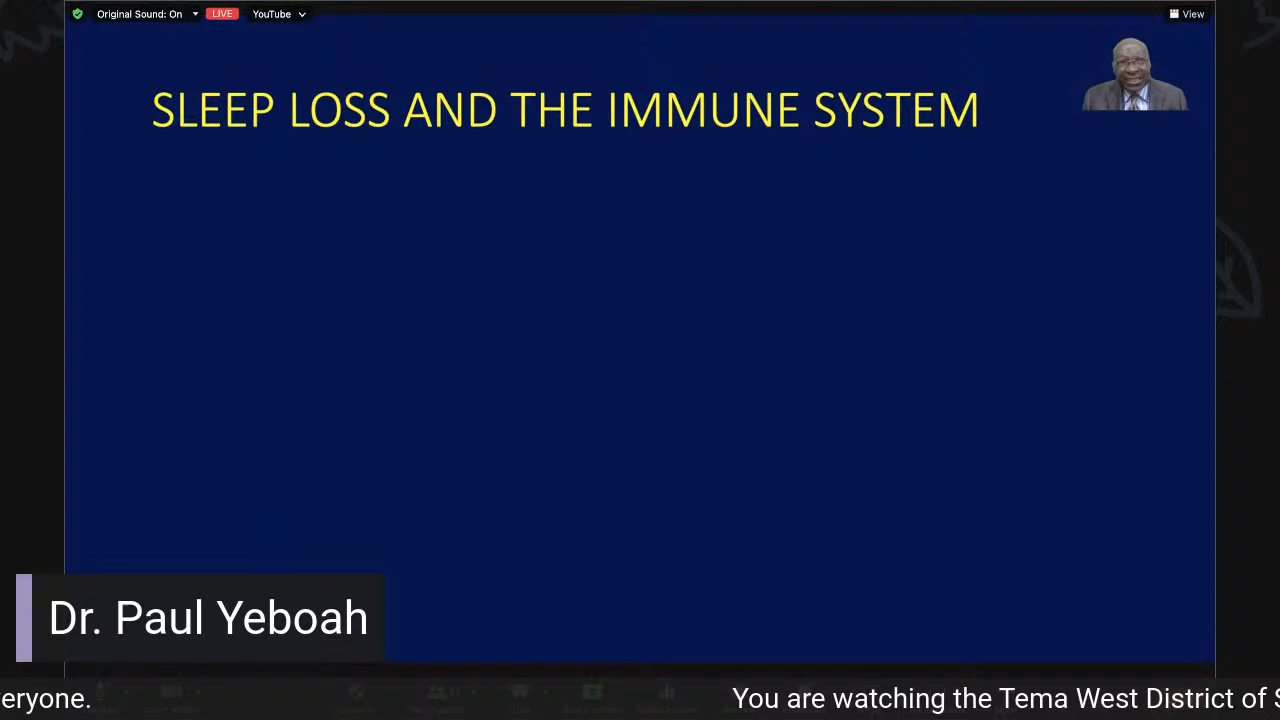 Original Sound: On LIVE YouTube View
SLEEP LOSS AND THE IMMUNE SYSTEM
Dr. Paul Yeboah
eryone. You are watching the Tema West District of S